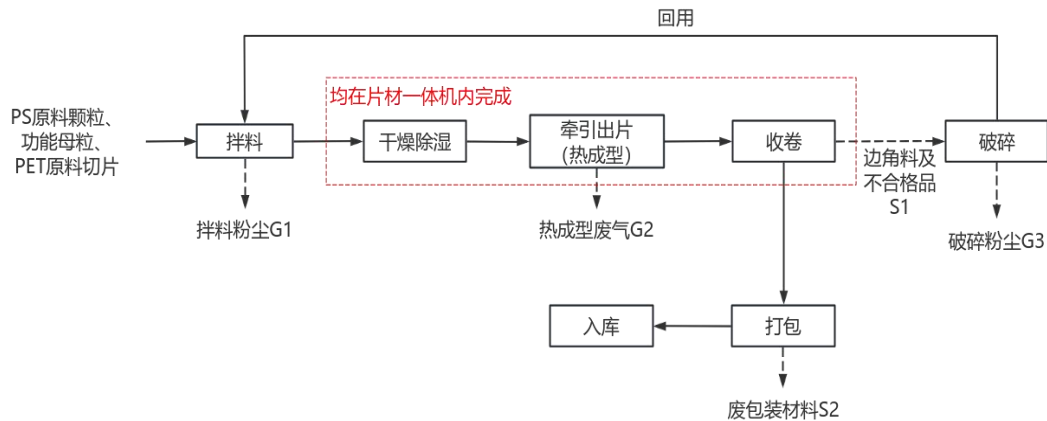 回用
均在片材一体机内完成
PS原料颗粒、
功能母粒、
PET原料切片
拌料
干燥除湿
牵引出片
（热成型）
收卷
边角料及
不合格品
S1
破碎
拌料粉尘G1
热成型废气G2
破碎粉尘G3
入库
打包
废包装材料S2